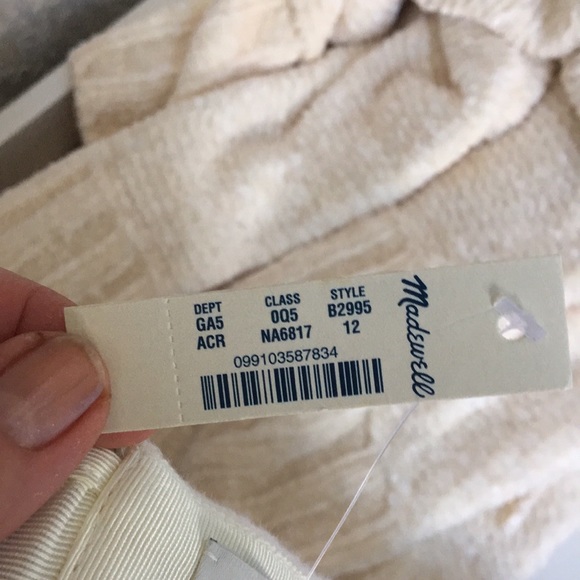 DEPT CLASS STYLE
GA5 0Q5 B2995
ACR NA6817 12
099103587834
Madewell